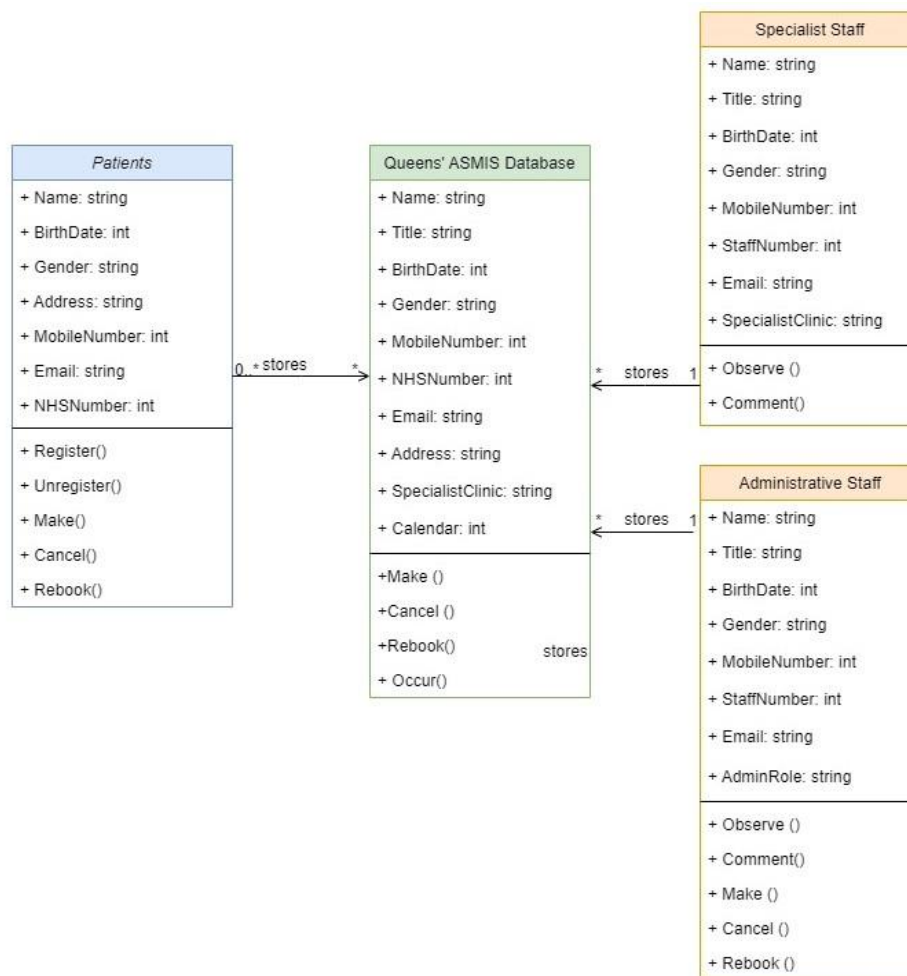 Patients
+ Name: string
+ BirthDate: int
+ Gender: string
+ Address: string
+ MobileNumber: int
+ Email: string
+ NHSNumber: int
+ Register()
+ Unregister()
+ Make()
+ Cancel()
+ Rebook()
0..* stores *
Queens' ASMIS Database
+ Name: string
+ Title: string
+ BirthDate: int
+ Gender: string
+ MobileNumber: int
+ NHSNumber: int
+ Email: string
+ Address: string
+ SpecialistClinic: string
+ Calendar: int
+Make ()
+Cancel ()
+Rebook()
+ Occur()
stores
* stores 1
* stores 1
Specialist Staff
+ Name: string
+ Title: string
+ BirthDate: int
+ Gender: string
+ MobileNumber: int
+ StaffNumber: int
+ Email: string
+ SpecialistClinic: string
+ Observe ()
+ Comment()
Administrative Staff
+ Name: string
+ Title: string
+ BirthDate: int
+ Gender: string
+ MobileNumber: int
+ StaffNumber: int
+ Email: string
+ AdminRole: string
+ Observe ()
+ Comment()
+ Make ()
+ Cancel ()
+ Rebook ()